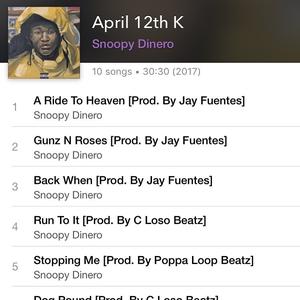 April 12th K
Snoopy Dinero
10 songs • 30:30 (2017)
1 A Ride To Heaven [Prod. By Jay Fuentes]
Snoopy Dinero
2 Gunz N Roses [Prod. By Jay Fuentes]
Snoopy Dinero
3 Back When [Prod. By Jay Fuentes]
Snoopy Dinero
4 Run To It [Prod. By C Loso Beatz]
Snoopy Dinero
5 Stopping Me [Prod. By Poppa Loop Beatz]
Snoopy Dinero
Dog Pound [Prod. By C Loso Beatz]